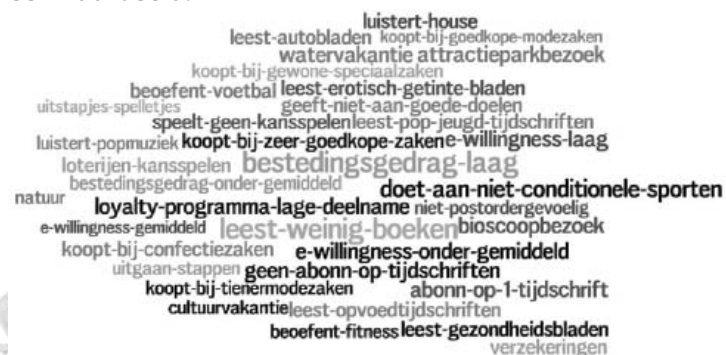 luistert-house
leest-autobladen koopt-bij-goedkope-modezaken
watervakantie attractieparkbezoek
koopt-bij-gewone-speciaalzaken
beoefent-voetbal leest-erotisch-getinte-bladen
uitstapjes-spelletjes geeft-niet-aan-goede-doelen
speelt-geen-kansspelen leest-pop-jeugd-tijdschriften
luistert-popmuziek koopt-bij-zeer-goedkope-zaken e-willingness-laag
loterijen-kansspelen bestedingsgedrag-laag
bestedingsgedrag-onder-gemiddeld doet-aan-niet-conditionele-sporten
natuur loyalty-programma-lage-deelname niet-postordergevoelig
e-willingness-gemiddeld leest-weinig-boeken bioscoopbezoek
koopt-bij-confectiezaken e-willingness-onder-gemiddeld
uitgaan-stappen geen-abonn-op-tijdschriften
koopt-bij-tienermodezaken abonn-op-1-tijdschrift
cultuurvakantie leest-opvoedtijdschriften
beoefent-fitness leest-gezondheidsbladen
verzekeringen